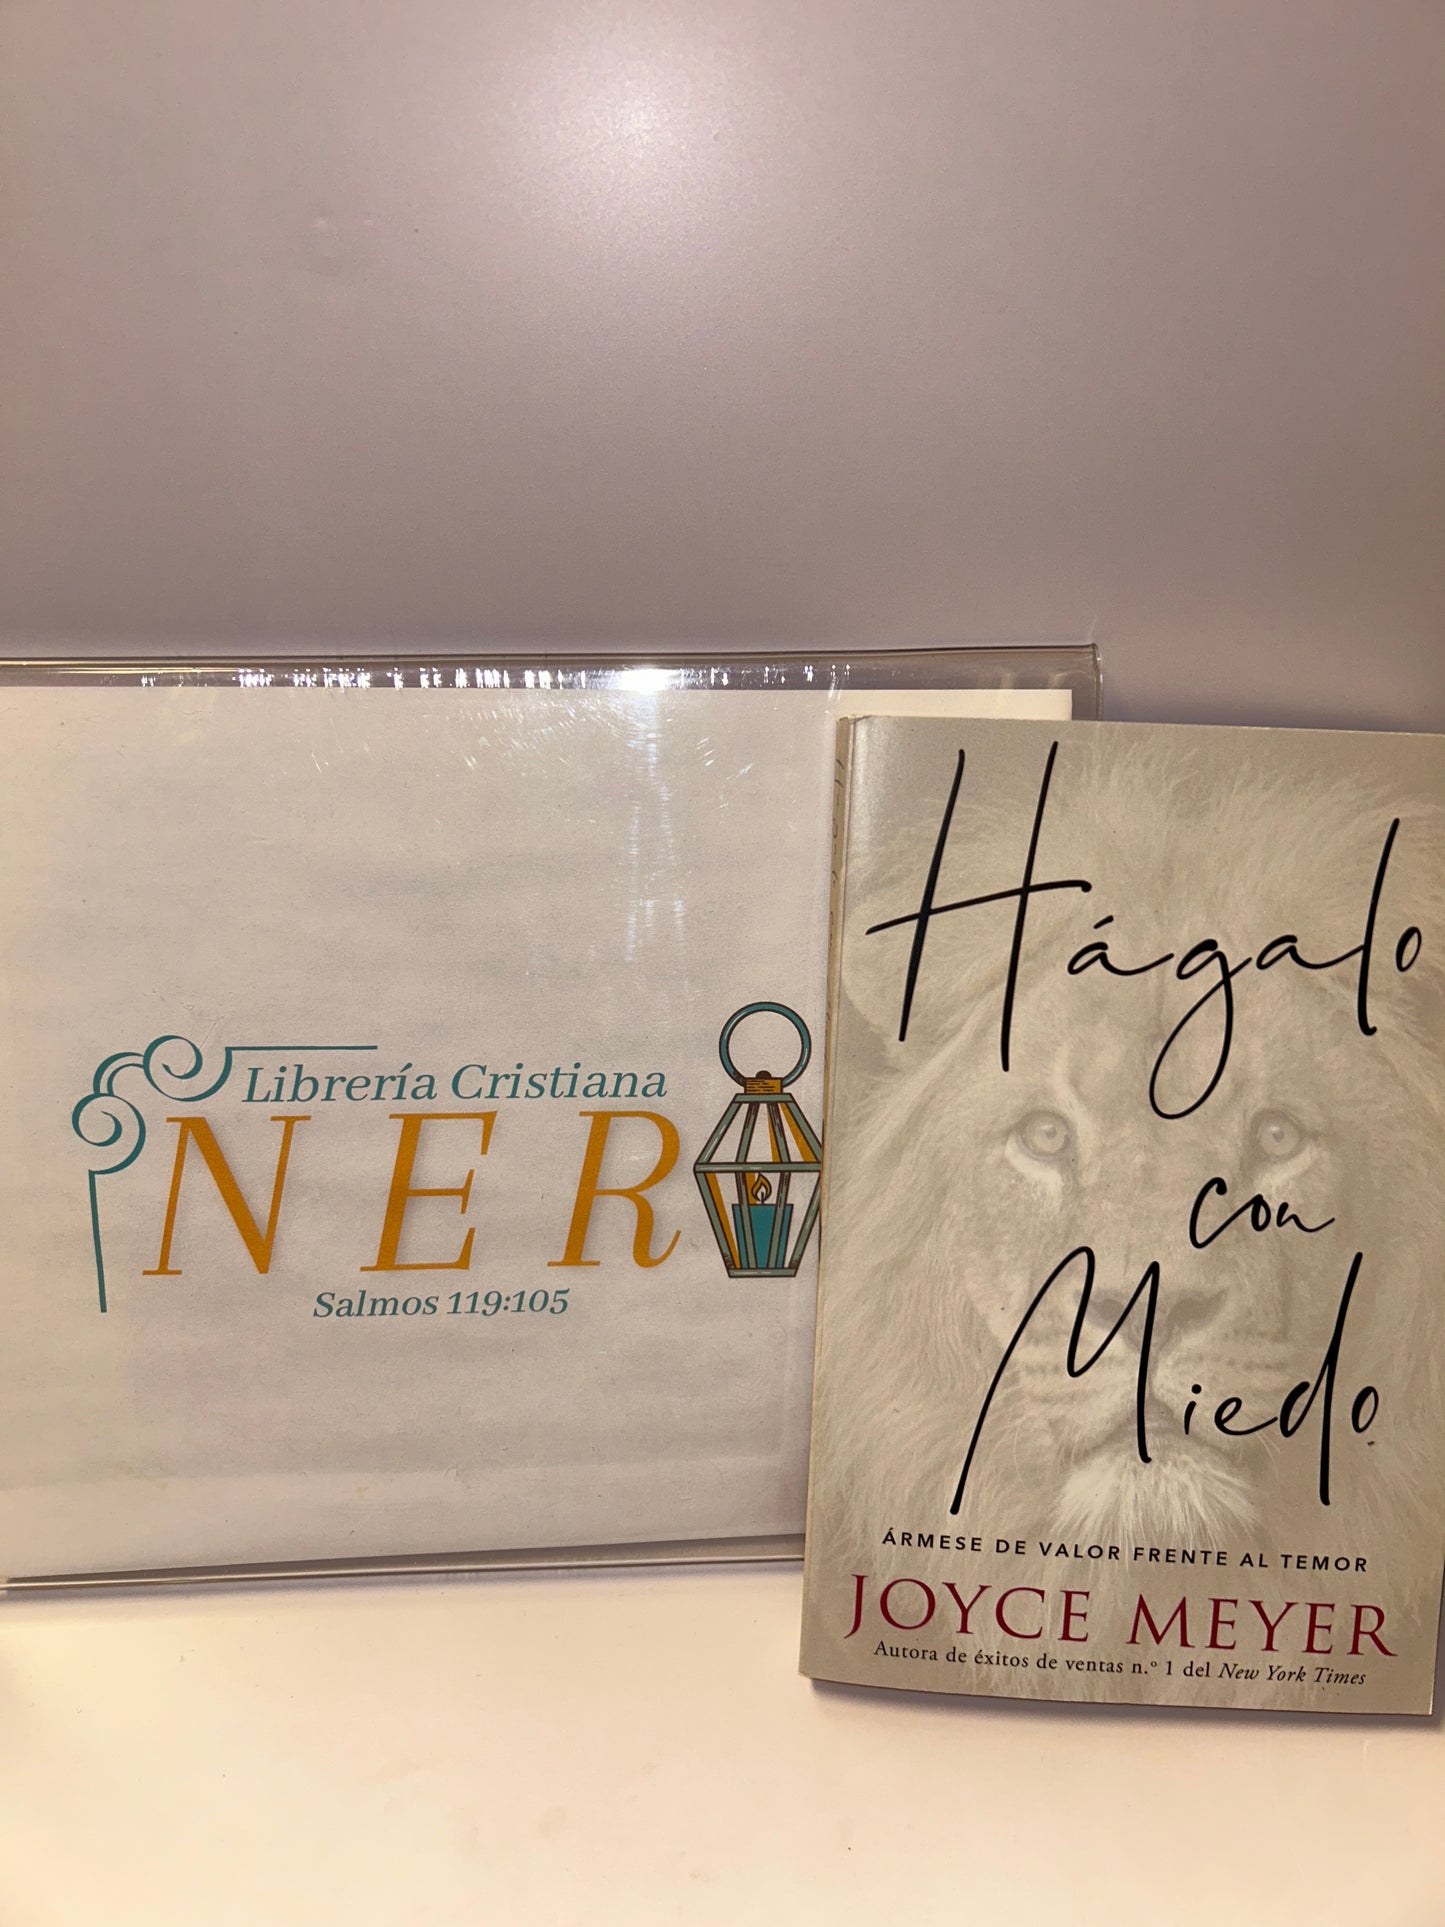 Librería Cristiana
NER
Salmos 119:105
Hágalo
con
Miedo
ÁRMESE DE VALOR FRENTE AL TEMOR
JOYCE MEYER
Autora de éxitos de ventas n.º 1 del New York Times